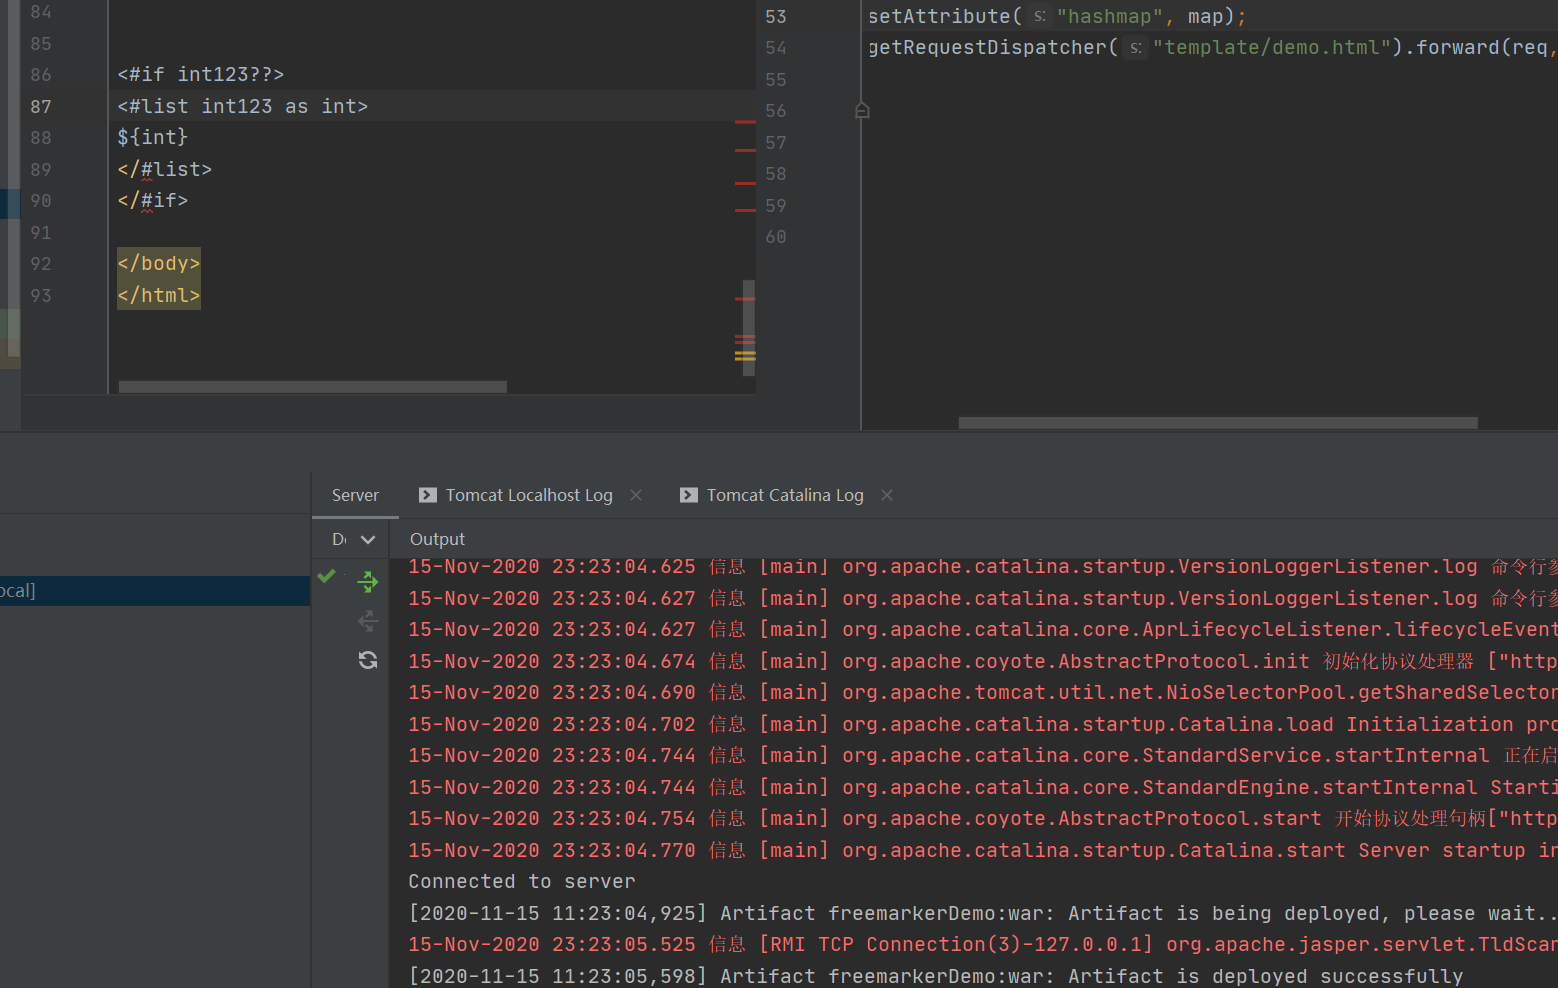 84
85
86 <#if int123??>
87 <#list int123 as int>
88 ${int}
89 </#list>
90 </#if>
91
92 </body>
93 </html>
53 setAttribute( s: "hashmap", map);
54 getRequestDispatcher( s: "template/demo.html").forward(req,
55
56
57
58
59
60
Server Tomcat Localhost Log Tomcat Catalina Log
Output
ocal]
15-Nov-2020 23:23:04.625 信息 [main] org.apache.catalina.startup.VersionLoggerListener.log 命令行
15-Nov-2020 23:23:04.627 信息 [main] org.apache.catalina.startup.VersionLoggerListener.log 命令行
15-Nov-2020 23:23:04.627 信息 [main] org.apache.catalina.core.AprLifecycleListener.lifecycleEvent
15-Nov-2020 23:23:04.674 信息 [main] org.apache.coyote.AbstractProtocol.init 初始化协议处理器 ["http
15-Nov-2020 23:23:04.690 信息 [main] org.apache.tomcat.util.net.NioSelectorPool.getSharedSelector
15-Nov-2020 23:23:04.702 信息 [main] org.apache.catalina.startup.Catalina.load Initialization pro
15-Nov-2020 23:23:04.744 信息 [main] org.apache.catalina.core.StandardService.startInternal 正在启
15-Nov-2020 23:23:04.744 信息 [main] org.apache.catalina.core.StandardEngine.startInternal Starti
15-Nov-2020 23:23:04.754 信息 [main] org.apache.coyote.AbstractProtocol.start 开始协议处理句柄["http
15-Nov-2020 23:23:04.770 信息 [main] org.apache.catalina.startup.Catalina.start Server startup in
Connected to server
[2020-11-15 11:23:04,925] Artifact freemarkerDemo:war: Artifact is being deployed, please wait..
15-Nov-2020 23:23:05.525 信息 [RMI TCP Connection(3)-127.0.0.1] org.apache.jasper.servlet.TldScan
[2020-11-15 11:23:05,598] Artifact freemarkerDemo:war: Artifact is deployed successfully